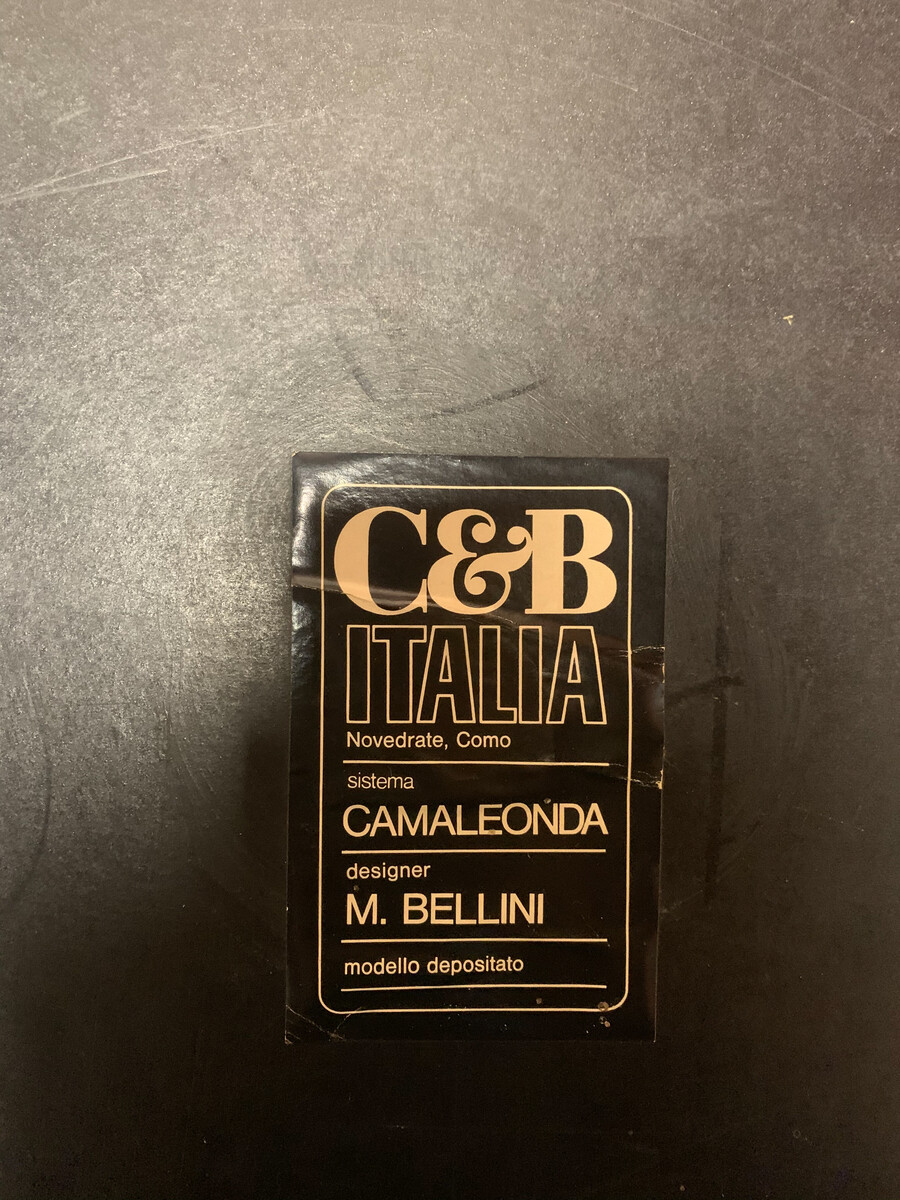 C&B
ITALIA
Novedrate, Como
sistema
CAMALEONDA
designer
M. BELLINI
modello depositato